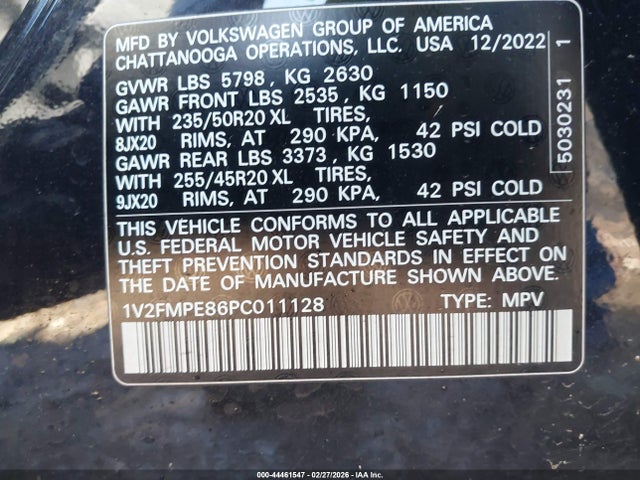 MFD BY VOLKSWAGEN GROUP OF AMERICA
CHATTANOOGA OPERATIONS, LLC. USA 12/2022
GVWR LBS 5798, KG 2630
GAWR FRONT LBS 2535, KG 1150
WITH 235/50R20 XL TIRES,
8JX20 RIMS, AT 290 KPA, 42 PSI COLD
GAWR REAR LBS 3373, KG 1530
WITH 255/45R20 XL TIRES,
9JX20 RIMS, AT 290 KPA, 42 PSI COLD
THIS VEHICLE CONFORMS TO ALL APPLICABLE
U.S. FEDERAL MOTOR VEHICLE SAFETY AND
THEFT PREVENTION STANDARDS IN EFFECT ON
THE DATE OF MANUFACTURE SHOWN ABOVE.
1V2FMPE86PC011128 TYPE: MPV
5030231 1
000-44461547 - 02/27/2026 - IAA Inc.